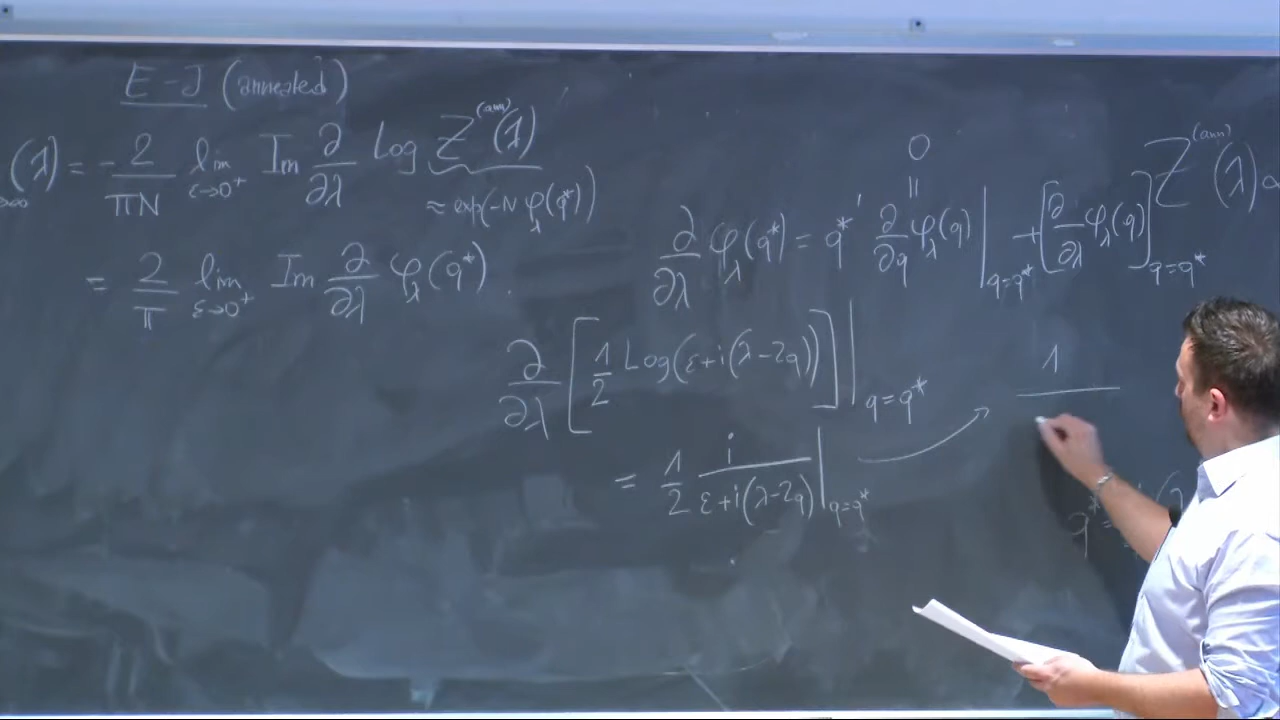 E-J (annealed)
(λ) = - 2/(πN) lim ε→0⁺ Im ∂/∂λ Log Z^(ann)(λ)
≈ exp(-N φ_λ(q*))
= 2/π lim ε→0⁺ Im ∂/∂λ φ_λ(q*).
0
=
∂/∂λ φ_λ(q*) = q*' ∂/∂q φ_λ(q) |_{q=q*} + [∂/∂λ φ_λ(q)]_{q=q*}
Z^(ann)(λ)
∂/∂λ [1/2 Log(ε+i(λ-2q))] |_{q=q*}
= 1/2 i/(ε+i(λ-2q)) |_{q=q*}
1
q* =